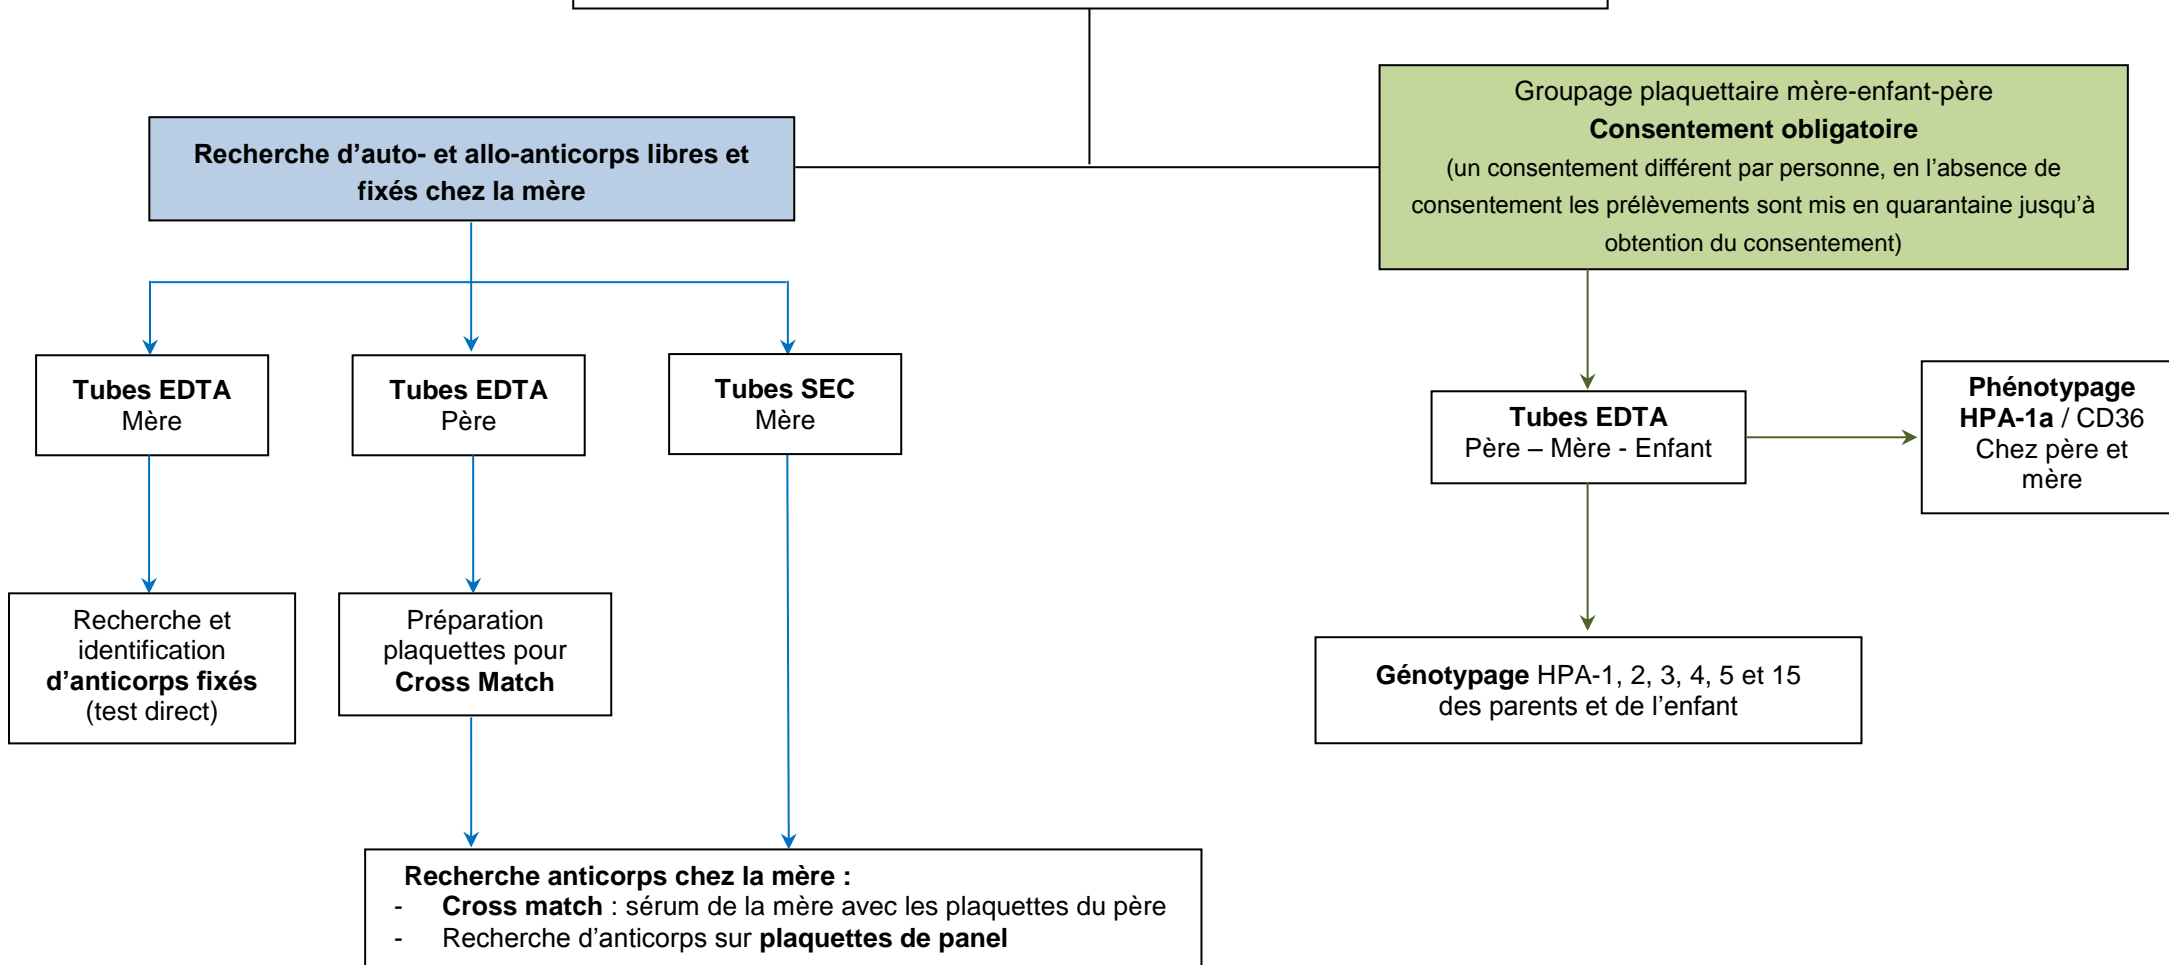 Groupage plaquettaire mère-enfant-père
Consentement obligatoire
(un consentement différent par personne, en l’absence de
consentement les prélèvements sont mis en quarantaine jusqu’à
obtention du consentement)
Recherche d’auto- et allo-anticorps libres et
fixés chez la mère
Tubes EDTA
Mère
Tubes EDTA
Père
Tubes SEC
Mère
Tubes EDTA
Père – Mère - Enfant
Phénotypage
HPA-1a / CD36
Chez père et
mère
Recherche et
identification
d’anticorps fixés
(test direct)
Préparation
plaquettes pour
Cross Match
Génotypage HPA-1, 2, 3, 4, 5 et 15
des parents et de l’enfant
Recherche anticorps chez la mère :
- Cross match : sérum de la mère avec les plaquettes du père
- Recherche d’anticorps sur plaquettes de panel